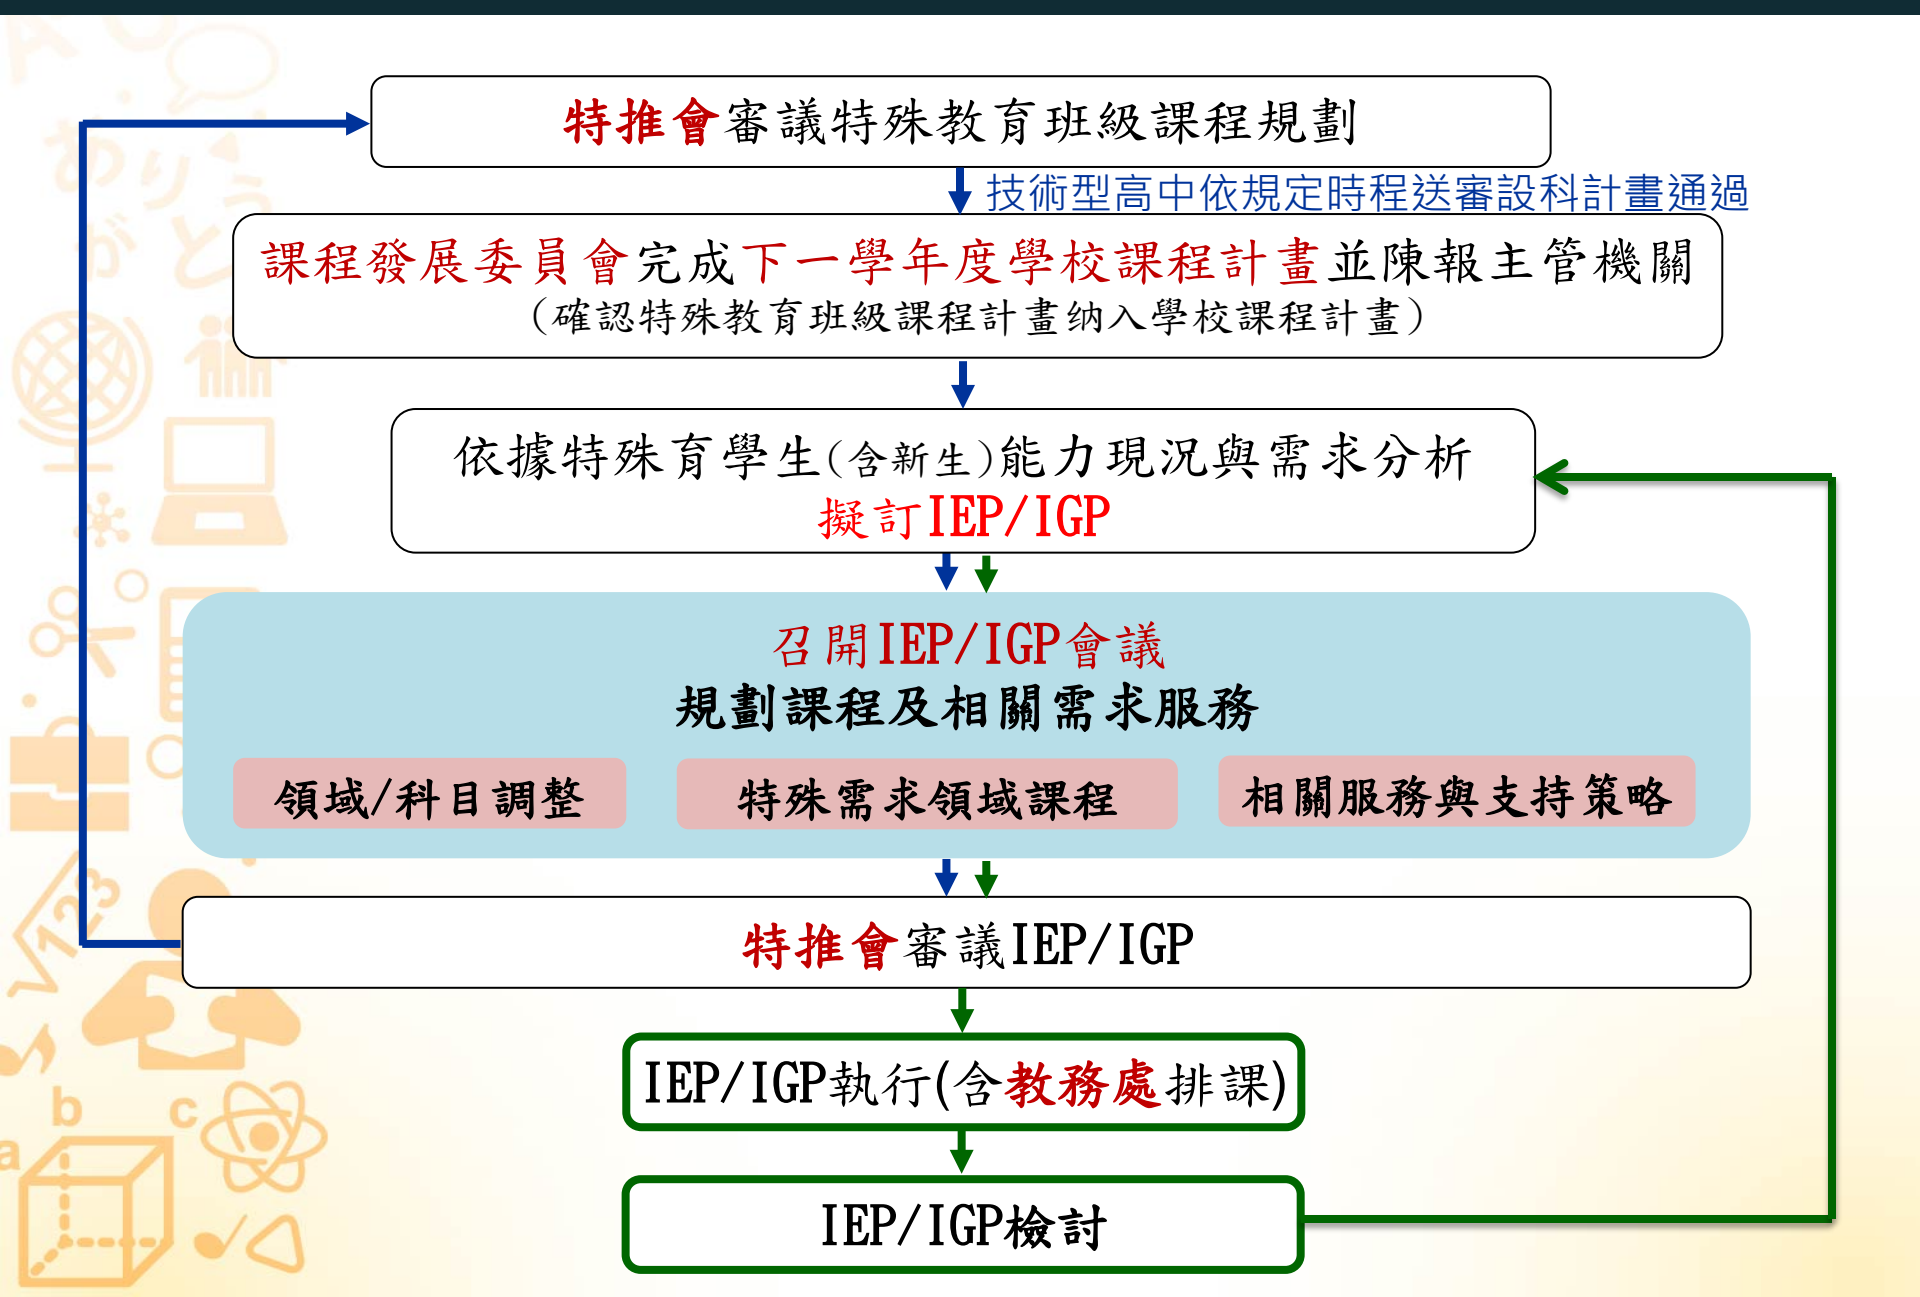 特推會審議特殊教育班級課程規劃
技術型高中依規定時程送審設科計畫通過
課程發展委員會完成下一學年度學校課程計畫並陳報主管機關
(確認特殊教育班級課程計畫纳入學校課程計畫)
依據特殊育學生(含新生)能力現況與需求分析
擬訂IEP/IGP
召開IEP/IGP會議
規劃課程及相關需求服務
領域/科目調整
特殊需求領域課程
相關服務與支持策略
特推會審議IEP/IGP
IEP/IGP執行(含教務處排課)
IEP/IGP檢討
あり
がとう
√123
a
b
c